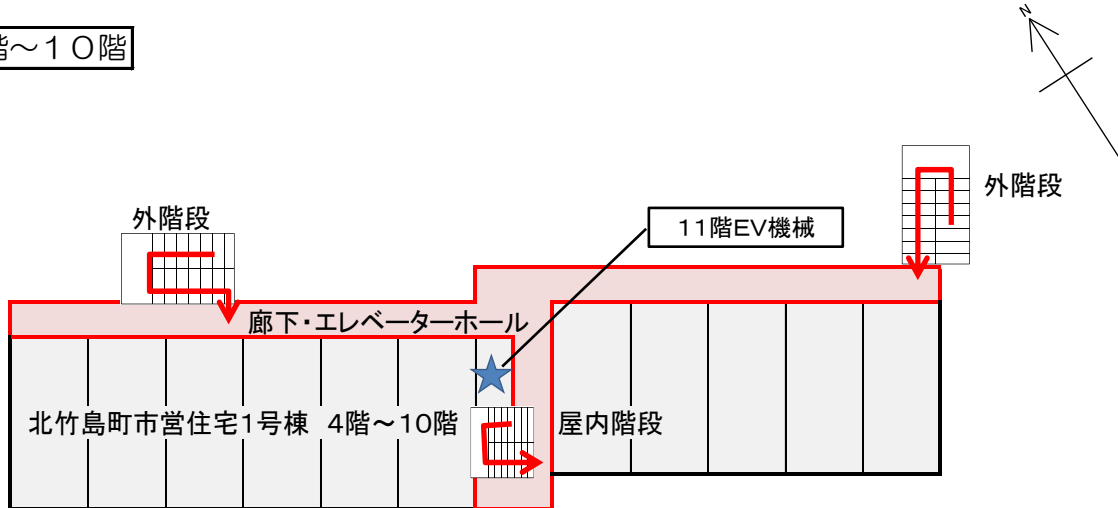 N
階～１０階
外階段
外階段
11階EV機械
廊下・エレベーターホール
北竹島町市営住宅1号棟 4階～10階
屋内階段